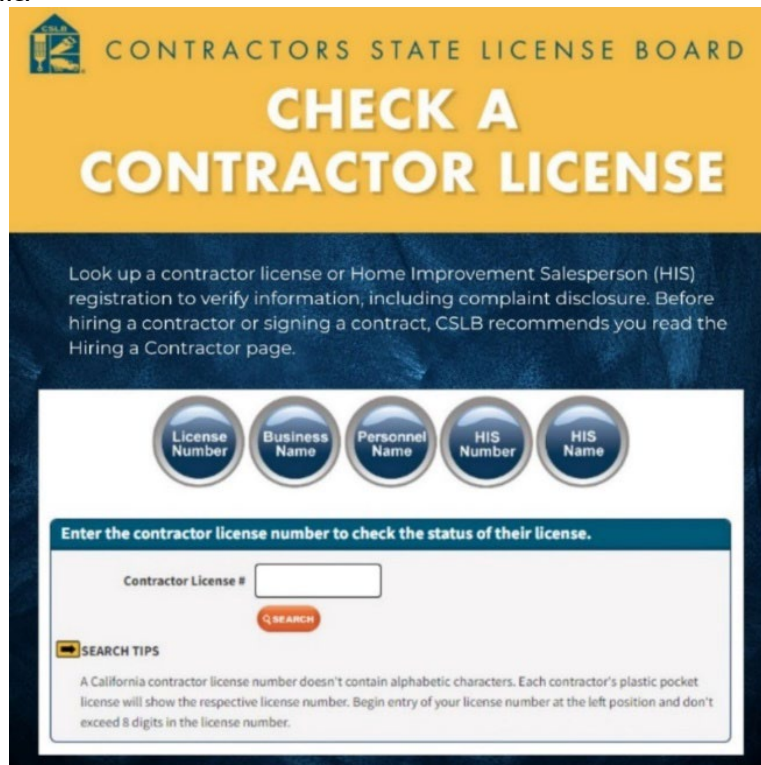 CSLB
CONTRACTORS STATE LICENSE BOARD
CHECK A
CONTRACTOR LICENSE
Look up a contractor license or Home Improvement Salesperson (HIS)
registration to verify information, including complaint disclosure. Before
hiring a contractor or signing a contract, CSLB recommends you read the
Hiring a Contractor page.
License
Number
Business
Name
Personnel
Name
HIS
Number
HIS
Name
Enter the contractor license number to check the status of their license.
Contractor License #
SEARCH
SEARCH TIPS
A California contractor license number doesn't contain alphabetic characters. Each contractor's plastic pocket
license will show the respective license number. Begin entry of your license number at the left position and don't
exceed 8 digits in the license number.